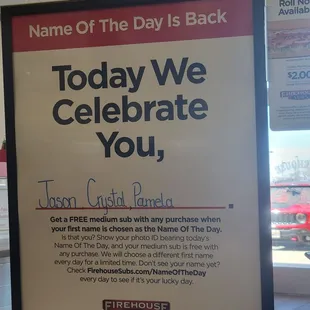 Name Of The Day Is Back
Today We
Celebrate
You,
Jason Crystal, Pamela
Get a FREE medium sub with any purchase when
your first name is chosen as the Name Of The Day.
Is that you? Show your photo ID bearing today's
Name Of The Day, and your medium sub is free with
any purchase. We will choose a different first name
every day for a limited time. Don't see your name yet?
Check FirehouseSubs.com/NameOfTheDay
every day to see if it's your lucky day.
FIREHOUSE
Available
$2.00